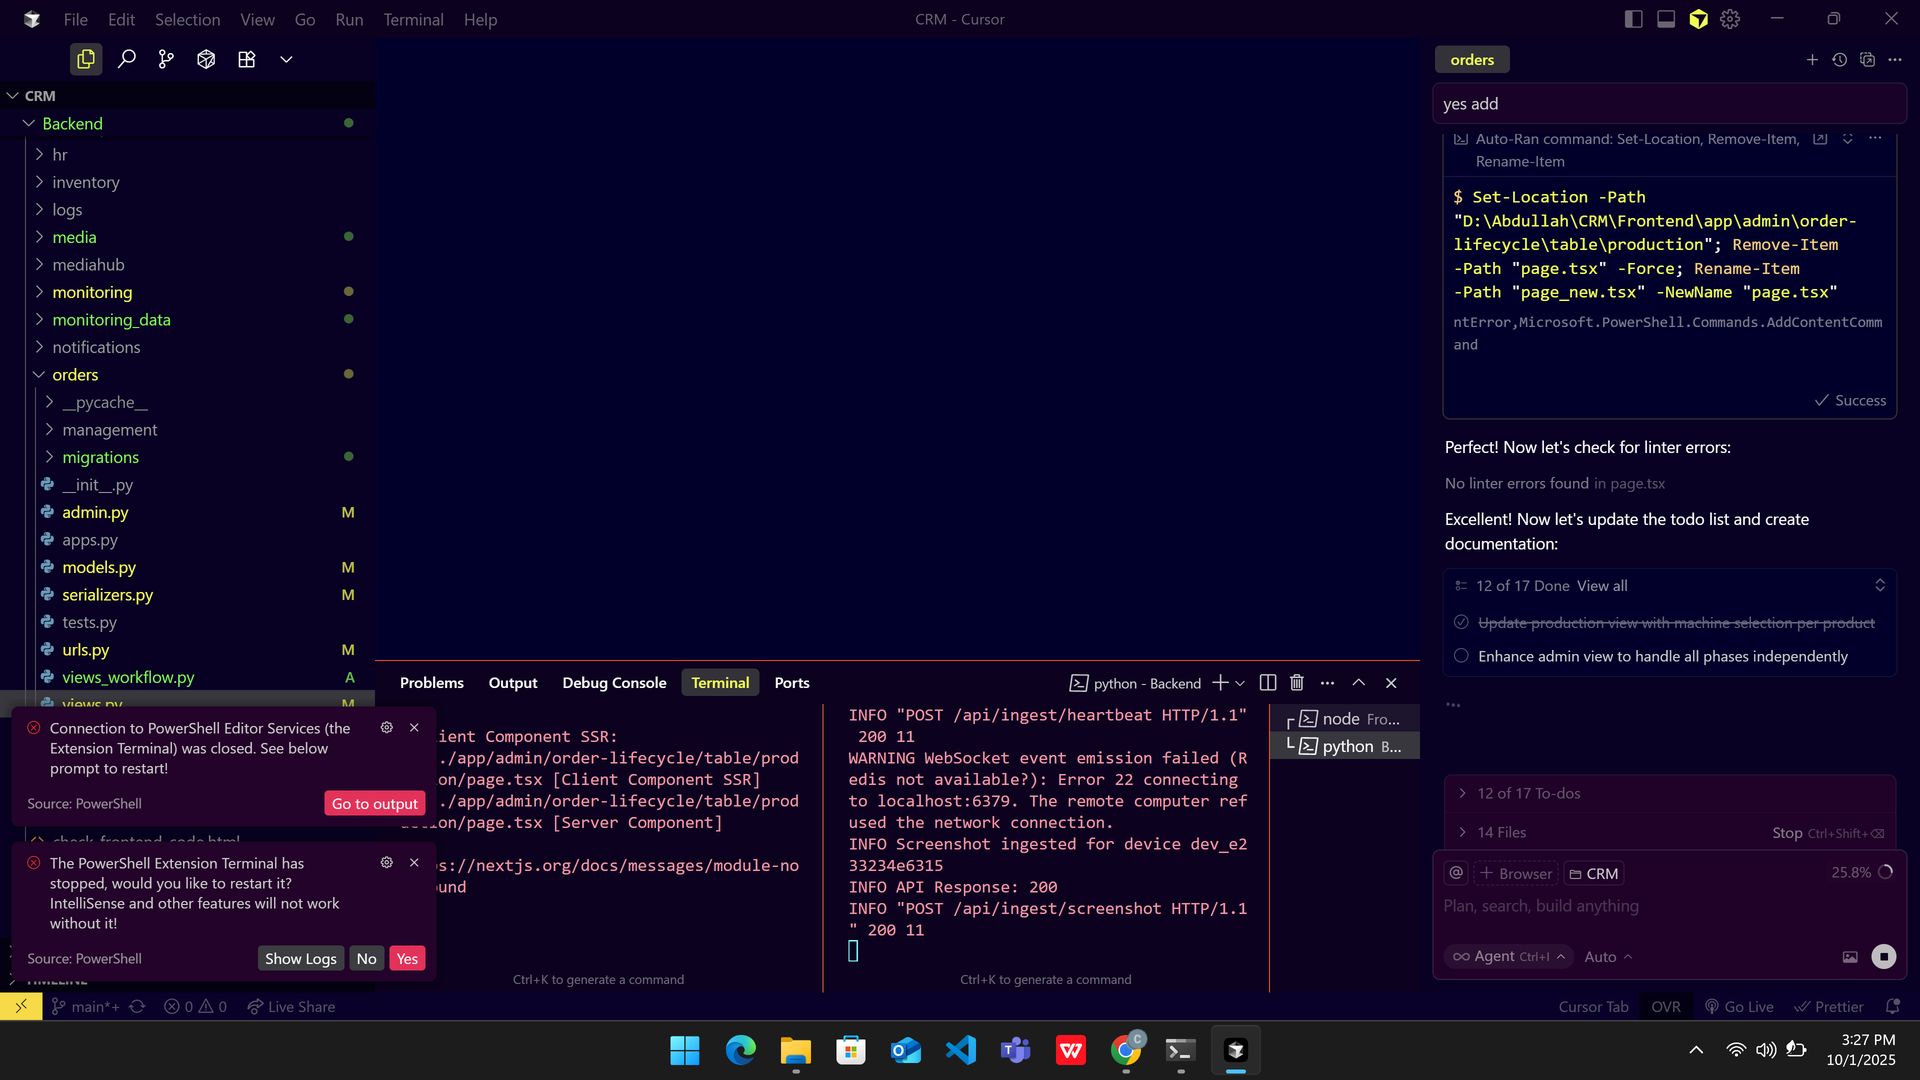 File Edit Selection View Go Run Terminal Help
CRM - Cursor
CRM
Backend
hr
inventory
logs
media
mediahub
monitoring
monitoring_data
notifications
orders
__pycache__
management
migrations
__init__.py
admin.py M
apps.py
models.py M
serializers.py M
tests.py
urls.py M
views_workflow.py A
views.py M
Connection to PowerShell Editor Services (the
Extension Terminal) was closed. See below
prompt to restart!
Source: PowerShell
Go to output
check_frontend_code.html
The PowerShell Extension Terminal has
stopped, would you like to restart it?
IntelliSense and other features will not work
without it!
Source: PowerShell
Show Logs No Yes
TIMELINE
Problems Output Debug Console Terminal Ports
python - Backend
ient Component SSR:
./app/admin/order-lifecycle/table/prod
ion/page.tsx [Client Component SSR]
./app/admin/order-lifecycle/table/prod
tion/page.tsx [Server Component]
s://nextjs.org/docs/messages/module-no
und
Ctrl+K to generate a command
INFO "POST /api/ingest/heartbeat HTTP/1.1"
200 11
WARNING WebSocket event emission failed (R
edis not available?): Error 22 connecting
to localhost:6379. The remote computer ref
used the network connection.
INFO Screenshot ingested for device dev_e2
33234e6315
INFO API Response: 200
INFO "POST /api/ingest/screenshot HTTP/1.1
" 200 11
Ctrl+K to generate a command
node Fro...
python B...
orders
yes add
Auto-Ran command: Set-Location, Remove-Item,
Rename-Item
$ Set-Location -Path
"D:\Abdullah\CRM\Frontend\app\admin\order-
lifecycle\table\production"; Remove-Item
-Path "page.tsx" -Force; Rename-Item
-Path "page_new.tsx" -NewName "page.tsx"
ntError,Microsoft.PowerShell.Commands.AddContentComm
and
Success
Perfect! Now let's check for linter errors:
No linter errors found in page.tsx
Excellent! Now let's update the todo list and create
documentation:
12 of 17 Done View all
Update production view with machine selection per product
Enhance admin view to handle all phases independently
12 of 17 To-dos
14 Files
Stop Ctrl+Shift+⌫
@ + Browser CRM
25.8%
Plan, search, build anything
Agent Ctrl+I Auto
main*+
0 0
Live Share
Cursor Tab OVR Go Live Prettier
3:27 PM
10/1/2025